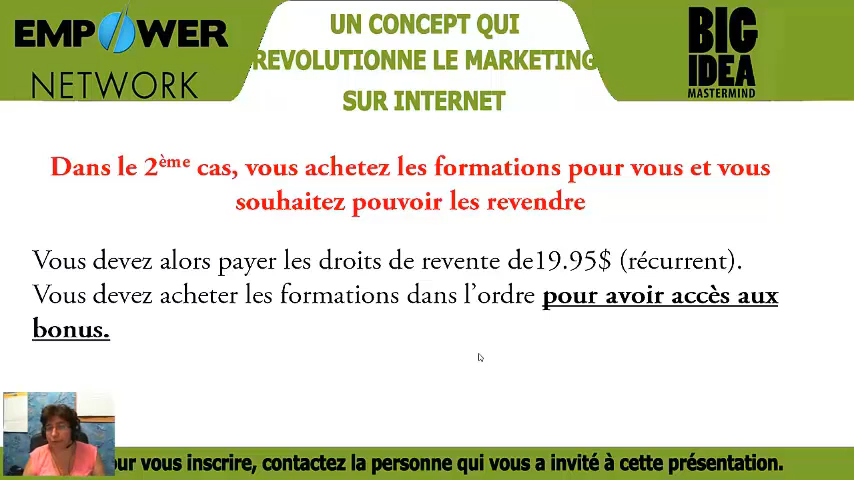 EMPOWER
NETWORK
UN CONCEPT QUI
REVOLUTIONNE LE MARKETING
SUR INTERNET
BIG
IDEA
MASTERMIND
Dans le 2ème cas, vous achetez les formations pour vous et vous
souhaitez pouvoir les revendre
Vous devez alors payer les droits de revente de19.95$ (récurrent).
Vous devez acheter les formations dans l’ordre pour avoir accès aux
bonus.
our vous inscrire, contactez la personne qui vous a invité à cette présentation.